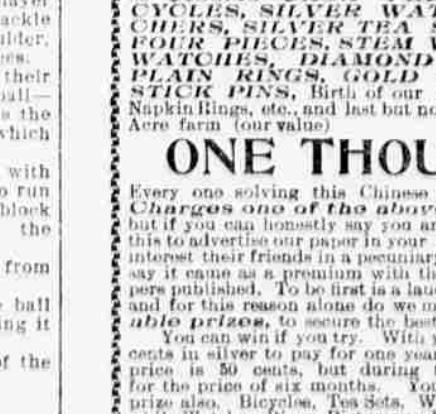 ayer
ackle
ulder.
their
ball—
s the
which
with
o run
block
the
from
ball
ing it
of the
CYCLES, SILVER WAT
CHERS, SILVER TEA S
FOUR PIECES, STEM W
WATCHES, DIAMOND
PLAIN RINGS, GOLD
STICK PINS, Birth of our
Napkin Rings, etc., and last but no
Acre farm (our value)
ONE THOU
Every one solving this Chinese
Charges one of the above
but if you can honestly say you ar
this to advertise our paper in your
interest their friends in a pecuniary
say it came as a premium with th
pers published. To be first is a lau
and for this reason alone do we m
able prizes, to secure the best
You can win if you try. With y
cents in silver to pay for one year
price is 50 cents, but during t
for the price of six months. You
prize also. Bicycles, Tea Sets, W